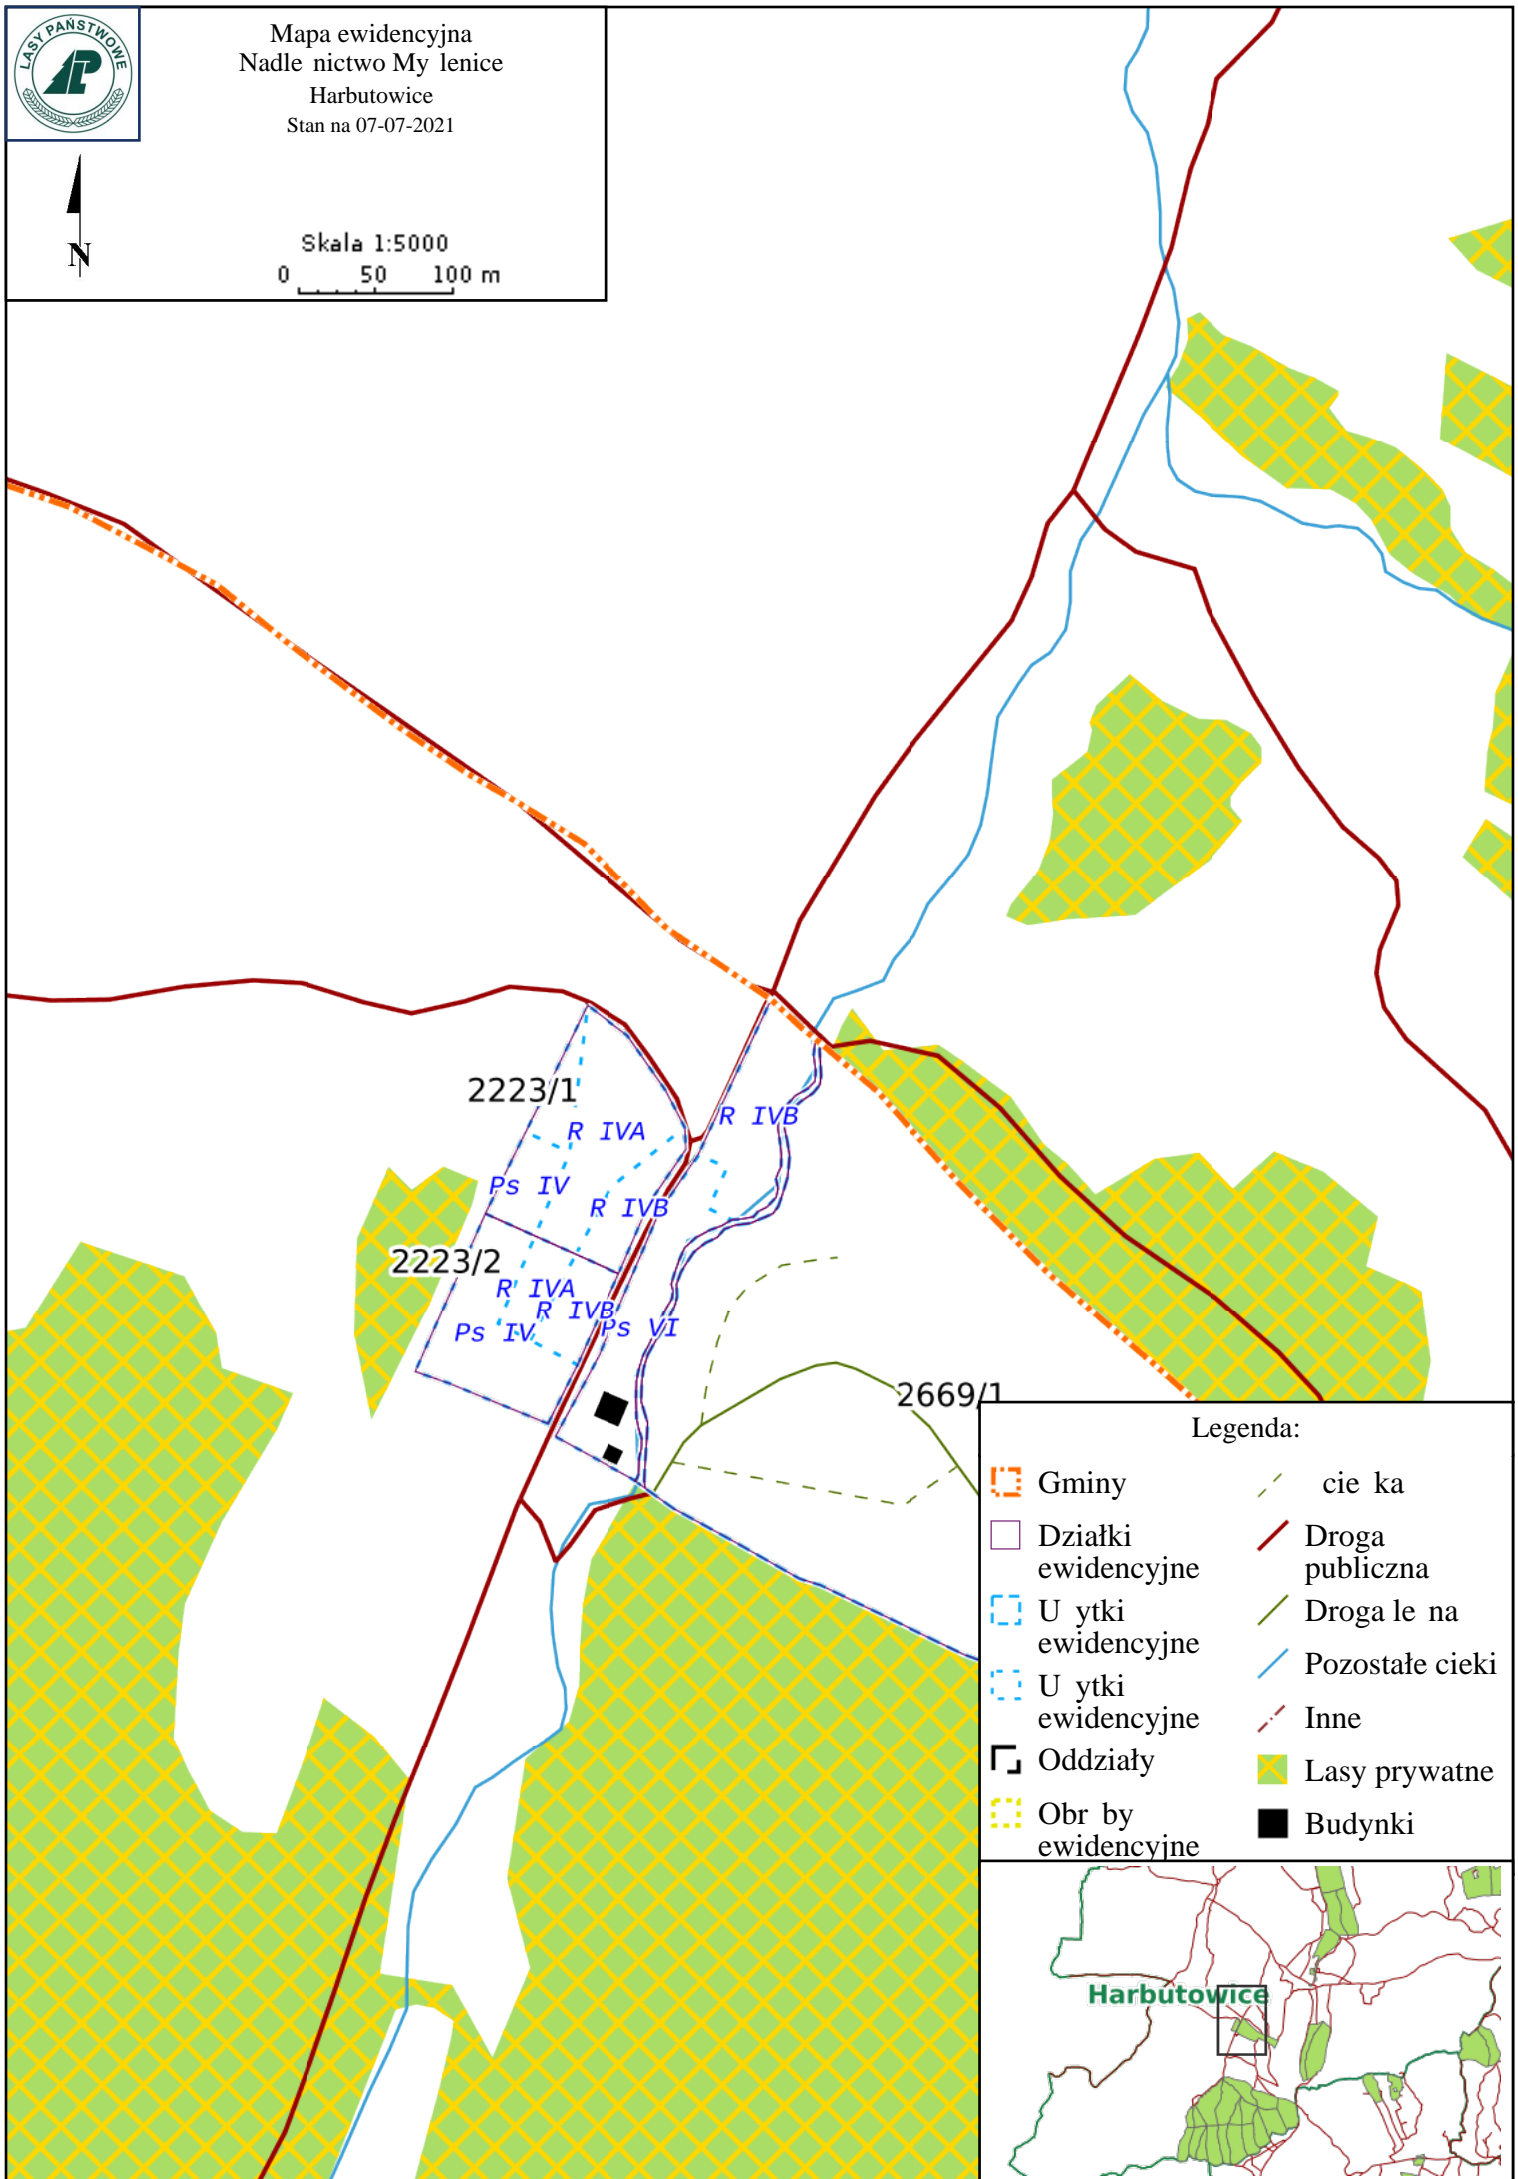 LASY PAŃSTWOWE
LP
Mapa ewidencyjna
Nadle nictwo My lenice
Harbutowice
Stan na 07-07-2021
N
Skala 1:5000
0 50 100 m
2223/1
R IVA
R IVB
Ps IV
R IVB
2223/2
R IVA
R IVB
Ps IV
Ps VI
2669/1
Legenda:
Gminy
Działki
ewidencyjne
U ytki
ewidencyjne
U ytki
ewidencyjne
Oddziały
Obr by
ewidencyjne
cie ka
Droga
publiczna
Droga le na
Pozostałe cieki
Inne
Lasy prywatne
Budynki
Harbutowice